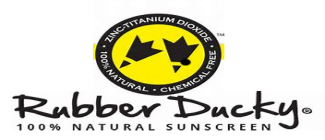 ZINC-TITANIUM DIOXIDE
100% NATURAL • CHEMICAL FREE
™
Rubber Ducky®
100% NATURAL SUNSCREEN